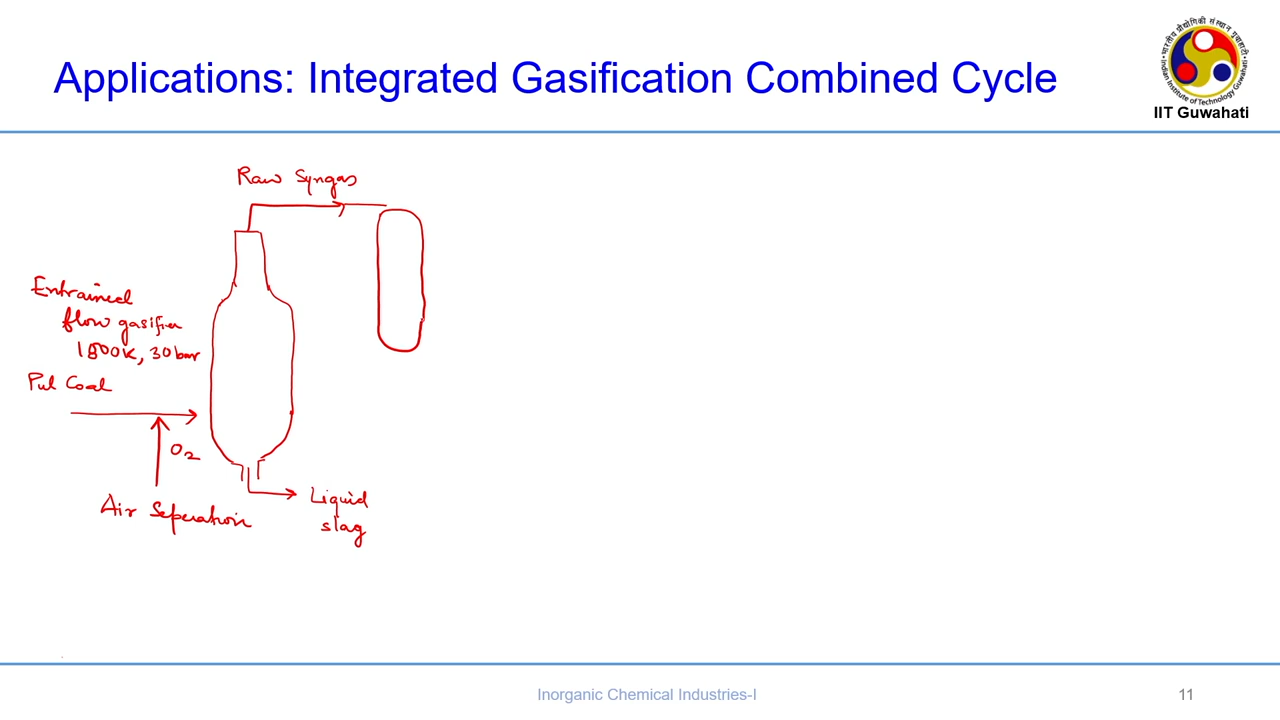 Applications: Integrated Gasification Combined Cycle
IIT Guwahati
Raw Syngas
Entrained
flow gasifier
1800K, 30 bar
Pul Coal
O2
Air Seperation
Liquid
slag
Inorganic Chemical Industries-I
11